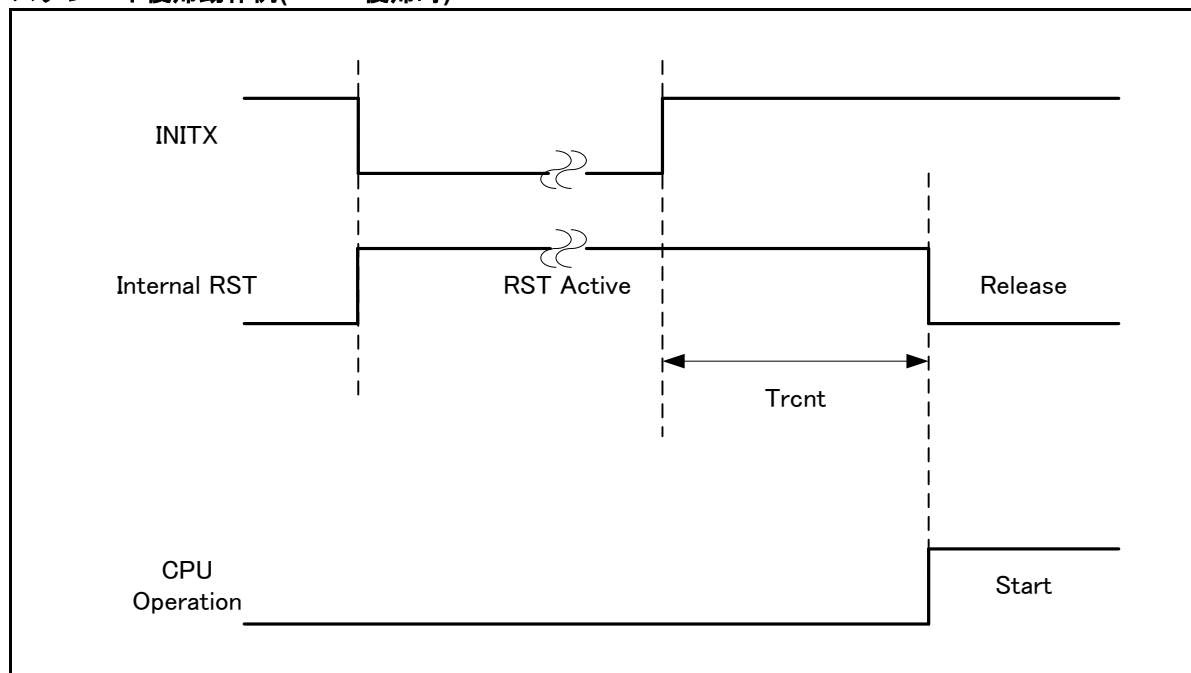 INITX
Internal RST
RST Active
Release
Trcnt
CPU
Operation
Start